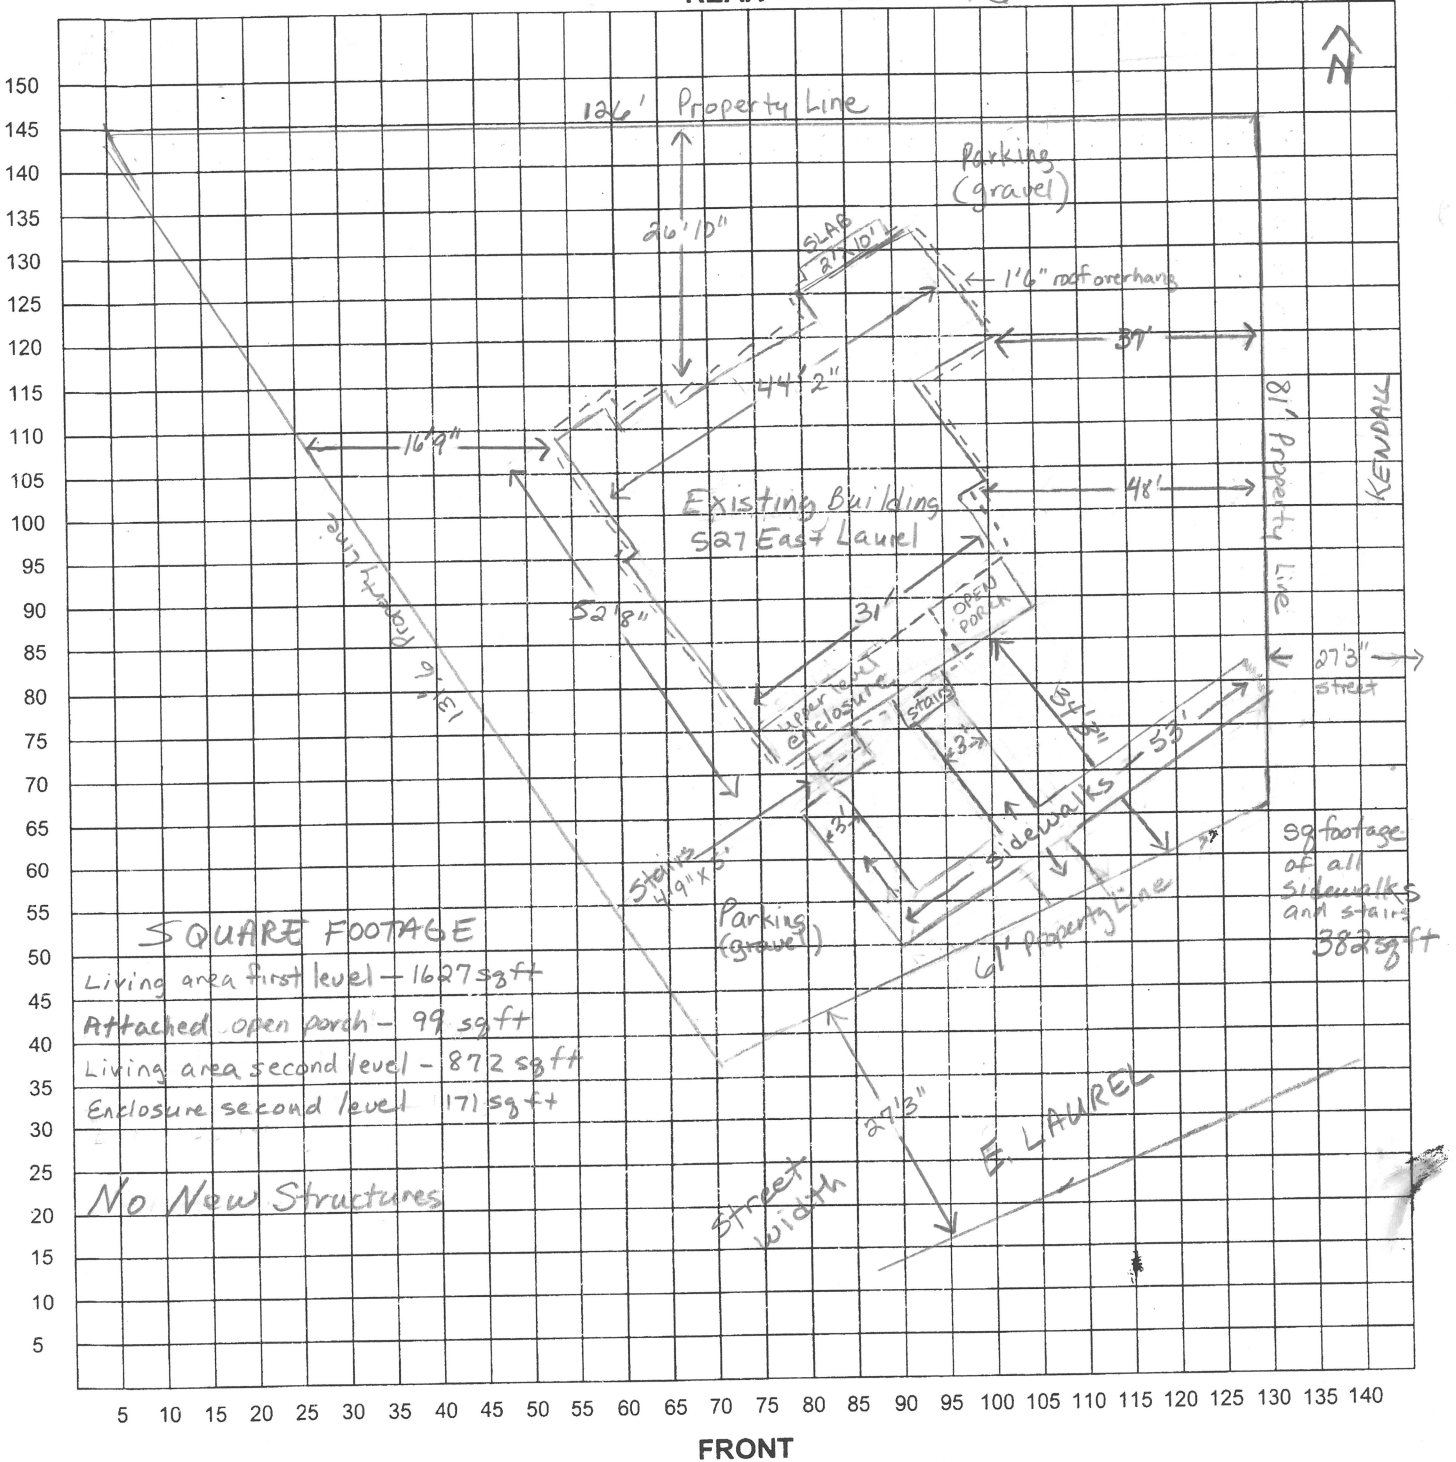 REAR
N
150
145
140
135
130
125
120
115
110
105
100
95
90
85
80
75
70
65
60
55
50
45
40
35
30
25
20
15
10
5
126' Property Line
Parking
(gravel)
26'10"
SLAB
2'X10'
1'6" roof overhang
37'
44'2"
16'9"
81' Property Line
KENDALL
48'
Existing Building
527 East Laurel
131'6 Property Line
52'8"
31'
OPEN
PORCH
upper level
enclosure
stairs
34'3"
27'3"
street
53'
3'
3'
Sidewalks
Stairs
4'9" X 5'
Parking
(gravel)
61' Property Line
sq footage
of all
sidewalks
and stairs
382 sq ft
SQUARE FOOTAGE
Living area first level - 1627 sq ft
Attached open porch - 99 sq ft
Living area second level - 872 sq ft
Enclosure second level 171 sq ft
27'3"
E. LAUREL
Street
width
No New Structures
5 10 15 20 25 30 35 40 45 50 55 60 65 70 75 80 85 90 95 100 105 110 115 120 125 130 135 140
FRONT